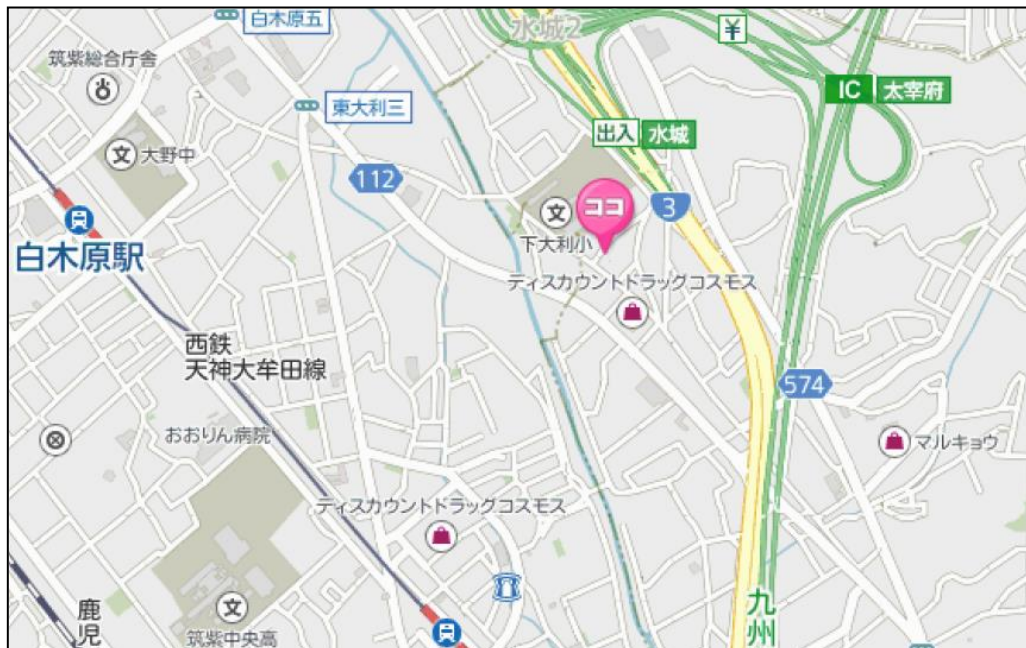 白木原五
水城2
¥
筑紫総合庁舎
IC 太宰府
東大利三
出入 水城
文 大野中
112
3
文
ココ
下大利小
白木原駅
ディスカウントドラッグコスモス
西鉄
天神大牟田線
574
おおりん病院
マルキョウ
ディスカウントドラッグコスモス
文
筑紫中央高
鹿児
九州